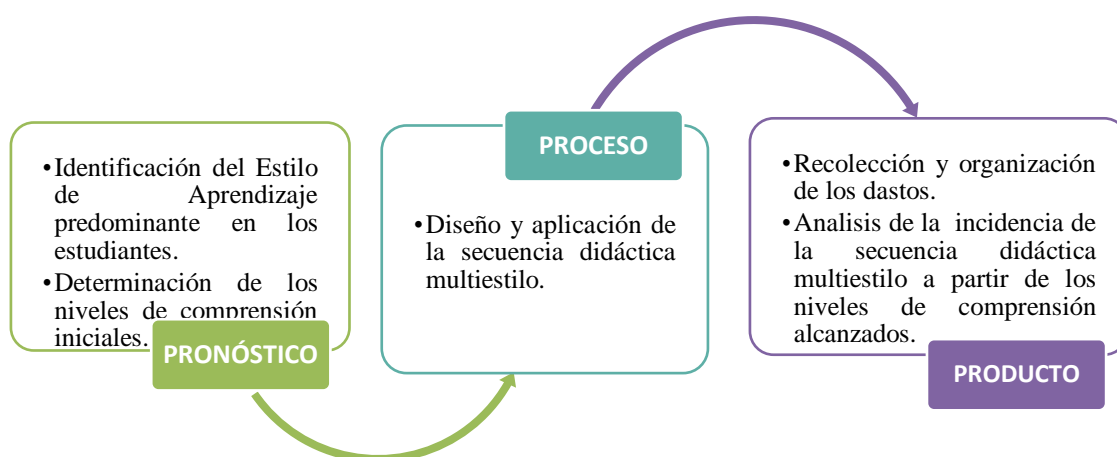 •Identificación del Estilo
de Aprendizaje
predominante en los
estudiantes.
•Determinación de los
niveles de comprensión
iniciales.
PRONÓSTICO
PROCESO
•Diseño y aplicación de
la secuencia didáctica
multiestilo.
•Recolección y organización
de los dastos.
•Analisis de la incidencia de
la secuencia didáctica
multiestilo a partir de los
niveles de comprensión
alcanzados.
PRODUCTO